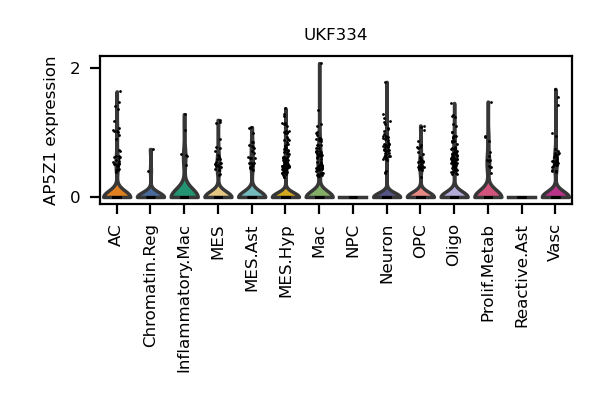 UKF334
AP5Z1 expression
2
0
AC
Chromatin.Reg
Inflammatory.Mac
MES
MES.Ast
MES.Hyp
Mac
NPC
Neuron
OPC
Oligo
Prolif.Metab
Reactive.Ast
Vasc